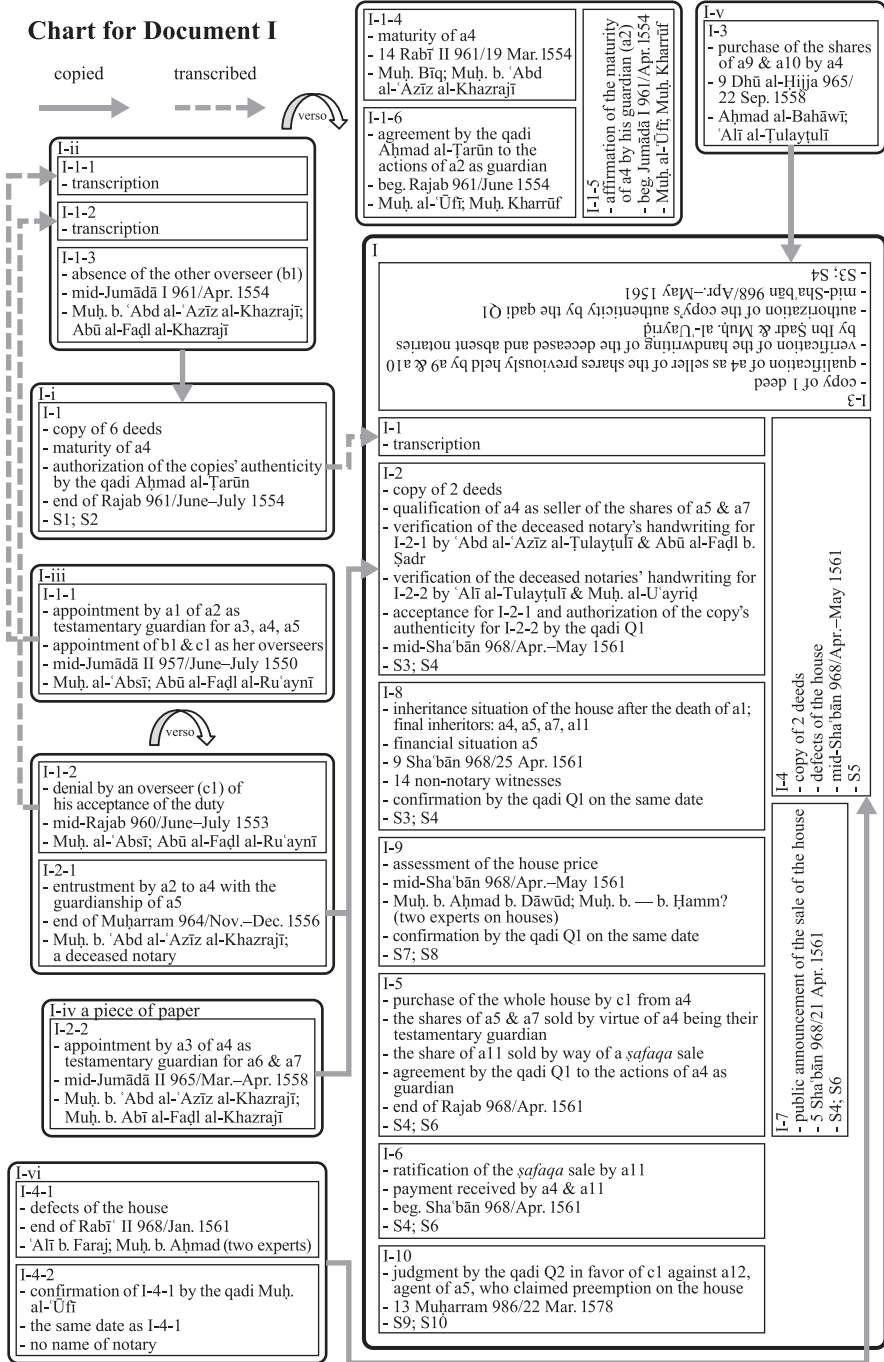 Chart for Document I
copied
transcribed
verso
I-1-4
- maturity of a4
- 14 Rabīʿ II 961/19 Mar. 1554
- Muḥ. Bīq; Muḥ. b. ʿAbd
al-ʿAzīz al-Khazrajī
I-1-6
- agreement by the qadi
Aḥmad al-Ṭarūn to the
actions of a2 as guardian
- beg. Rajab 961/June 1554
- Muḥ. al-ʿŪfī; Muḥ. Kharrūf
I-1-5
- affirmation of the maturity
of a4 by his guardian (a2)
- beg. Jumādā I 961/Apr. 1554
- Muḥ. al-ʿŪfī; Muḥ. Kharrūf
I-v
I-3
- purchase of the shares
of a9 & a10 by a4
- 9 Dhū al-Ḥijja 965/
22 Sep. 1558
- Aḥmad al-Bahāwī;
ʿAlī al-Ṭulayṭulī
I-ii
I-1-1
- transcription
I-1-2
- transcription
I-1-3
- absence of the other overseer (b1)
- mid-Jumādā I 961/Apr. 1554
- Muḥ. b. ʿAbd al-ʿAzīz al-Khazrajī;
Abū al-Faḍl al-Khazrajī
I-i
I-1
- copy of 6 deeds
- maturity of a4
- authorization of the copies’ authenticity
by the qadi Aḥmad al-Ṭarūn
- end of Rajab 961/June–July 1554
- S1; S2
I-iii
I-1-1
- appointment by a1 of a2 as
testamentary guardian for a3, a4, a5
- appointment of b1 & c1 as her overseers
- mid-Jumādā II 957/June–July 1550
- Muḥ. al-ʿAbsī; Abū al-Faḍl al-Ruʿaynī
verso
I-1-2
- denial by an overseer (c1) of
his acceptance of the duty
- mid-Rajab 960/June–July 1553
- Muḥ. al-ʿAbsī; Abū al-Faḍl al-Ruʿaynī
I-2-1
- entrustment by a2 to a4 with the
guardianship of a5
- end of Muḥarram 964/Nov.–Dec. 1556
- Muḥ. b. ʿAbd al-ʿAzīz al-Khazrajī;
a deceased notary
I-iv a piece of paper
I-2-2
- appointment by a3 of a4 as
testamentary guardian for a6 & a7
- mid-Jumādā II 965/Mar.–Apr. 1558
- Muḥ. b. ʿAbd al-ʿAzīz al-Khazrajī;
Muḥ. b. Abī al-Faḍl al-Khazrajī
I-vi
I-4-1
- defects of the house
- end of Rabīʿ II 968/Jan. 1561
- ʿAlī b. Faraj; Muḥ. b. Aḥmad (two experts)
I-4-2
- confirmation of I-4-1 by the qadi Muḥ.
al-ʿŪfī
- the same date as I-4-1
- no name of notary
I
I-3
- copy of 1 deed
- qualification of a4 as seller of the shares previously held by a9 & a10
- verification of the handwriting of the deceased and absent notaries
by Ibn Ṣadr & Muḥ. al-Uʿayriḍ
- authorization of the copy’s authenticity by the qadi Q1
- mid-Shaʿbān 968/Apr.–May 1561
- S3; S4
I-1
- transcription
I-2
- copy of 2 deeds
- qualification of a4 as seller of the shares of a5 & a7
- verification of the deceased notary’s handwriting for
I-2-1 by ʿAbd al-ʿAzīz al-Ṭulayṭulī & Abū al-Faḍl b.
Ṣadr
- verification of the deceased notaries’ handwriting for
I-2-2 by ʿAlī al-Tulayṭulī & Muḥ. al-Uʿayriḍ
- acceptance for I-2-1 and authorization of the copy’s
authenticity for I-2-2 by the qadi Q1
- mid-Shaʿbān 968/Apr.–May 1561
- S3; S4
I-8
- inheritance situation of the house after the death of a1;
final inheritors: a4, a5, a7, a11
- financial situation a5
- 9 Shaʿbān 968/25 Apr. 1561
- 14 non-notary witnesses
- confirmation by the qadi Q1 on the same date
- S3; S4
I-9
- assessment of the house price
- mid-Shaʿbān 968/Apr.–May 1561
- Muḥ. b. Aḥmad b. Dāwūd; Muḥ. b. — b. Ḥamm?
(two experts on houses)
- confirmation by the qadi Q1 on the same date
- S7; S8
I-5
- purchase of the whole house by c1 from a4
- the shares of a5 & a7 sold by virtue of a4 being their
testamentary guardian
- the share of a11 sold by way of a ṣafaqa sale
- agreement by the qadi Q1 to the actions of a4 as
guardian
- end of Rajab 968/Apr. 1561
- S4; S6
I-6
- ratification of the ṣafaqa sale by a11
- payment received by a4 & a11
- beg. Shaʿbān 968/Apr. 1561
- S4; S6
I-10
- judgment by the qadi Q2 in favor of c1 against a12,
agent of a5, who claimed preemption on the house
- 13 Muḥarram 986/22 Mar. 1578
- S9; S10
I-4
- copy of 2 deeds
- defects of the house
- mid-Shaʿbān 968/Apr.–May 1561
- S5
I-7
- public announcement of the sale of the house
- 5 Shaʿbān 968/21 Apr. 1561
- S4; S6